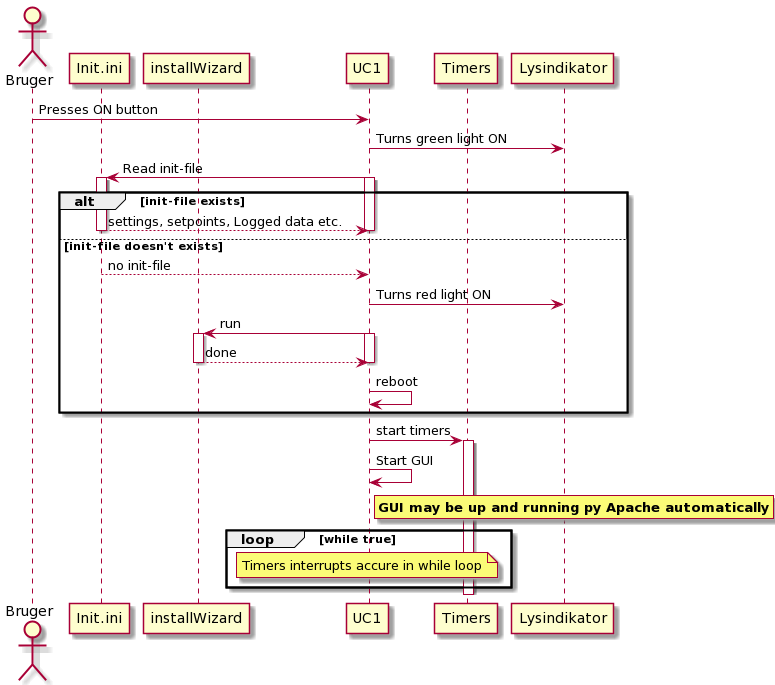 Bruger
Init.ini
installWizard
UC1
Timers
Lysindikator
Presses ON button
Turns green light ON
Read init-file
alt [init-file exists]
settings, setpoints, Logged data etc.
[init-file doesn't exists]
no init-file
Turns red light ON
run
done
reboot
start timers
Start GUI
GUI may be up and running py Apache automatically
loop [while true]
Timers interrupts accure in while loop
Bruger
Init.ini
installWizard
UC1
Timers
Lysindikator